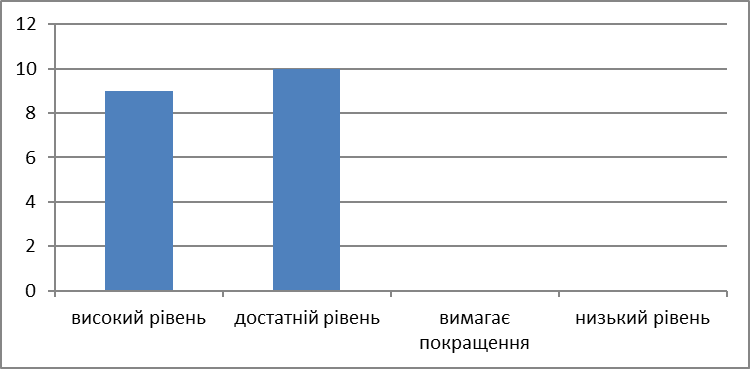 12
10
8
6
4
2
0
високий рівень
достатній рівень
вимагає
покращення
низький рівень